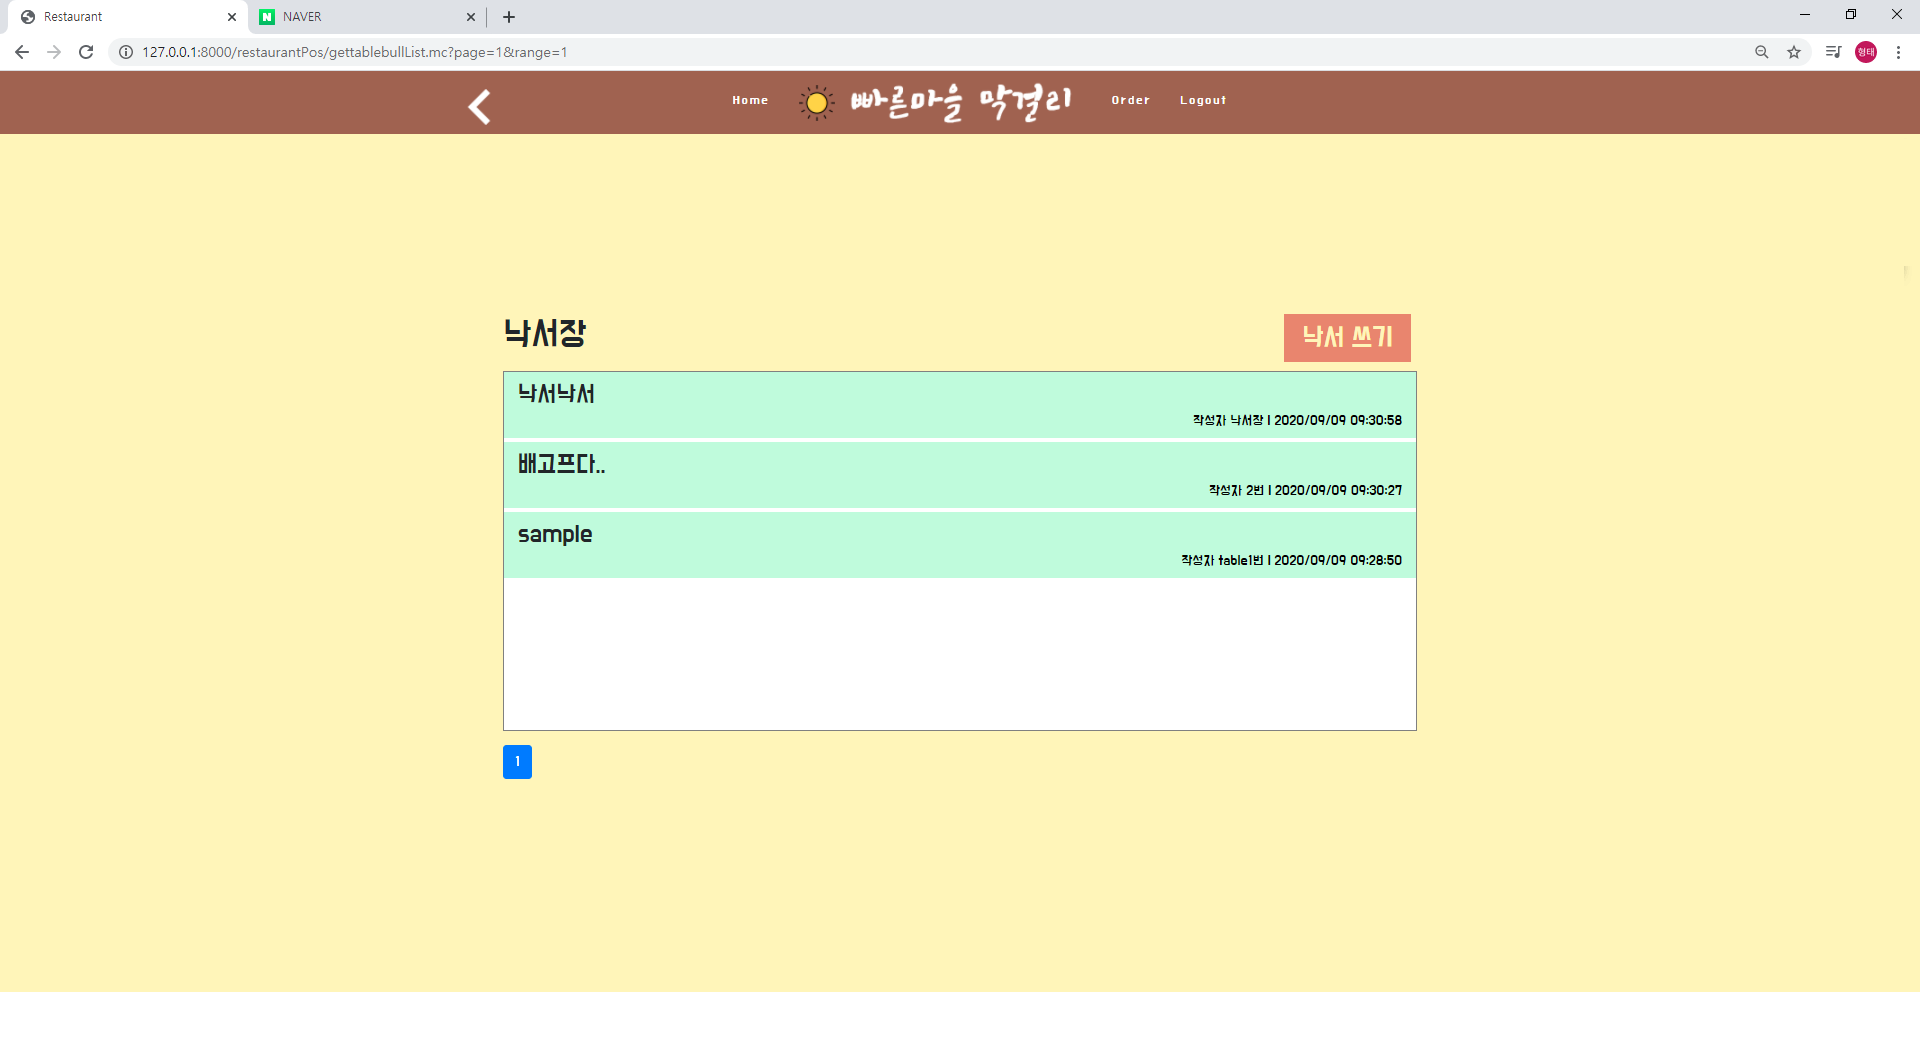 Restaurant
NAVER
127.0.0.1:8000/restaurantPos/gettablebullList.mc?page=1&range=1
형태
Home
빠른마을 막걸리
Order
Logout
낙서장
낙서 쓰기
낙서낙서
작성자 낙서장 | 2020/09/09 09:30:58
배고프다..
작성자 2번 | 2020/09/09 09:30:27
sample
작성자 table1번 | 2020/09/09 09:28:50
1